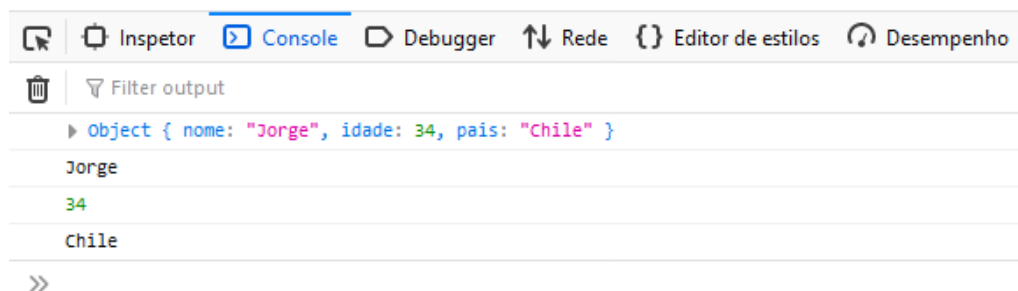 Inspetor Console Debugger Rede {} Editor de estilos Desempenho
Filter output
Object { nome: "Jorge", idade: 34, pais: "Chile" }
Jorge
34
Chile